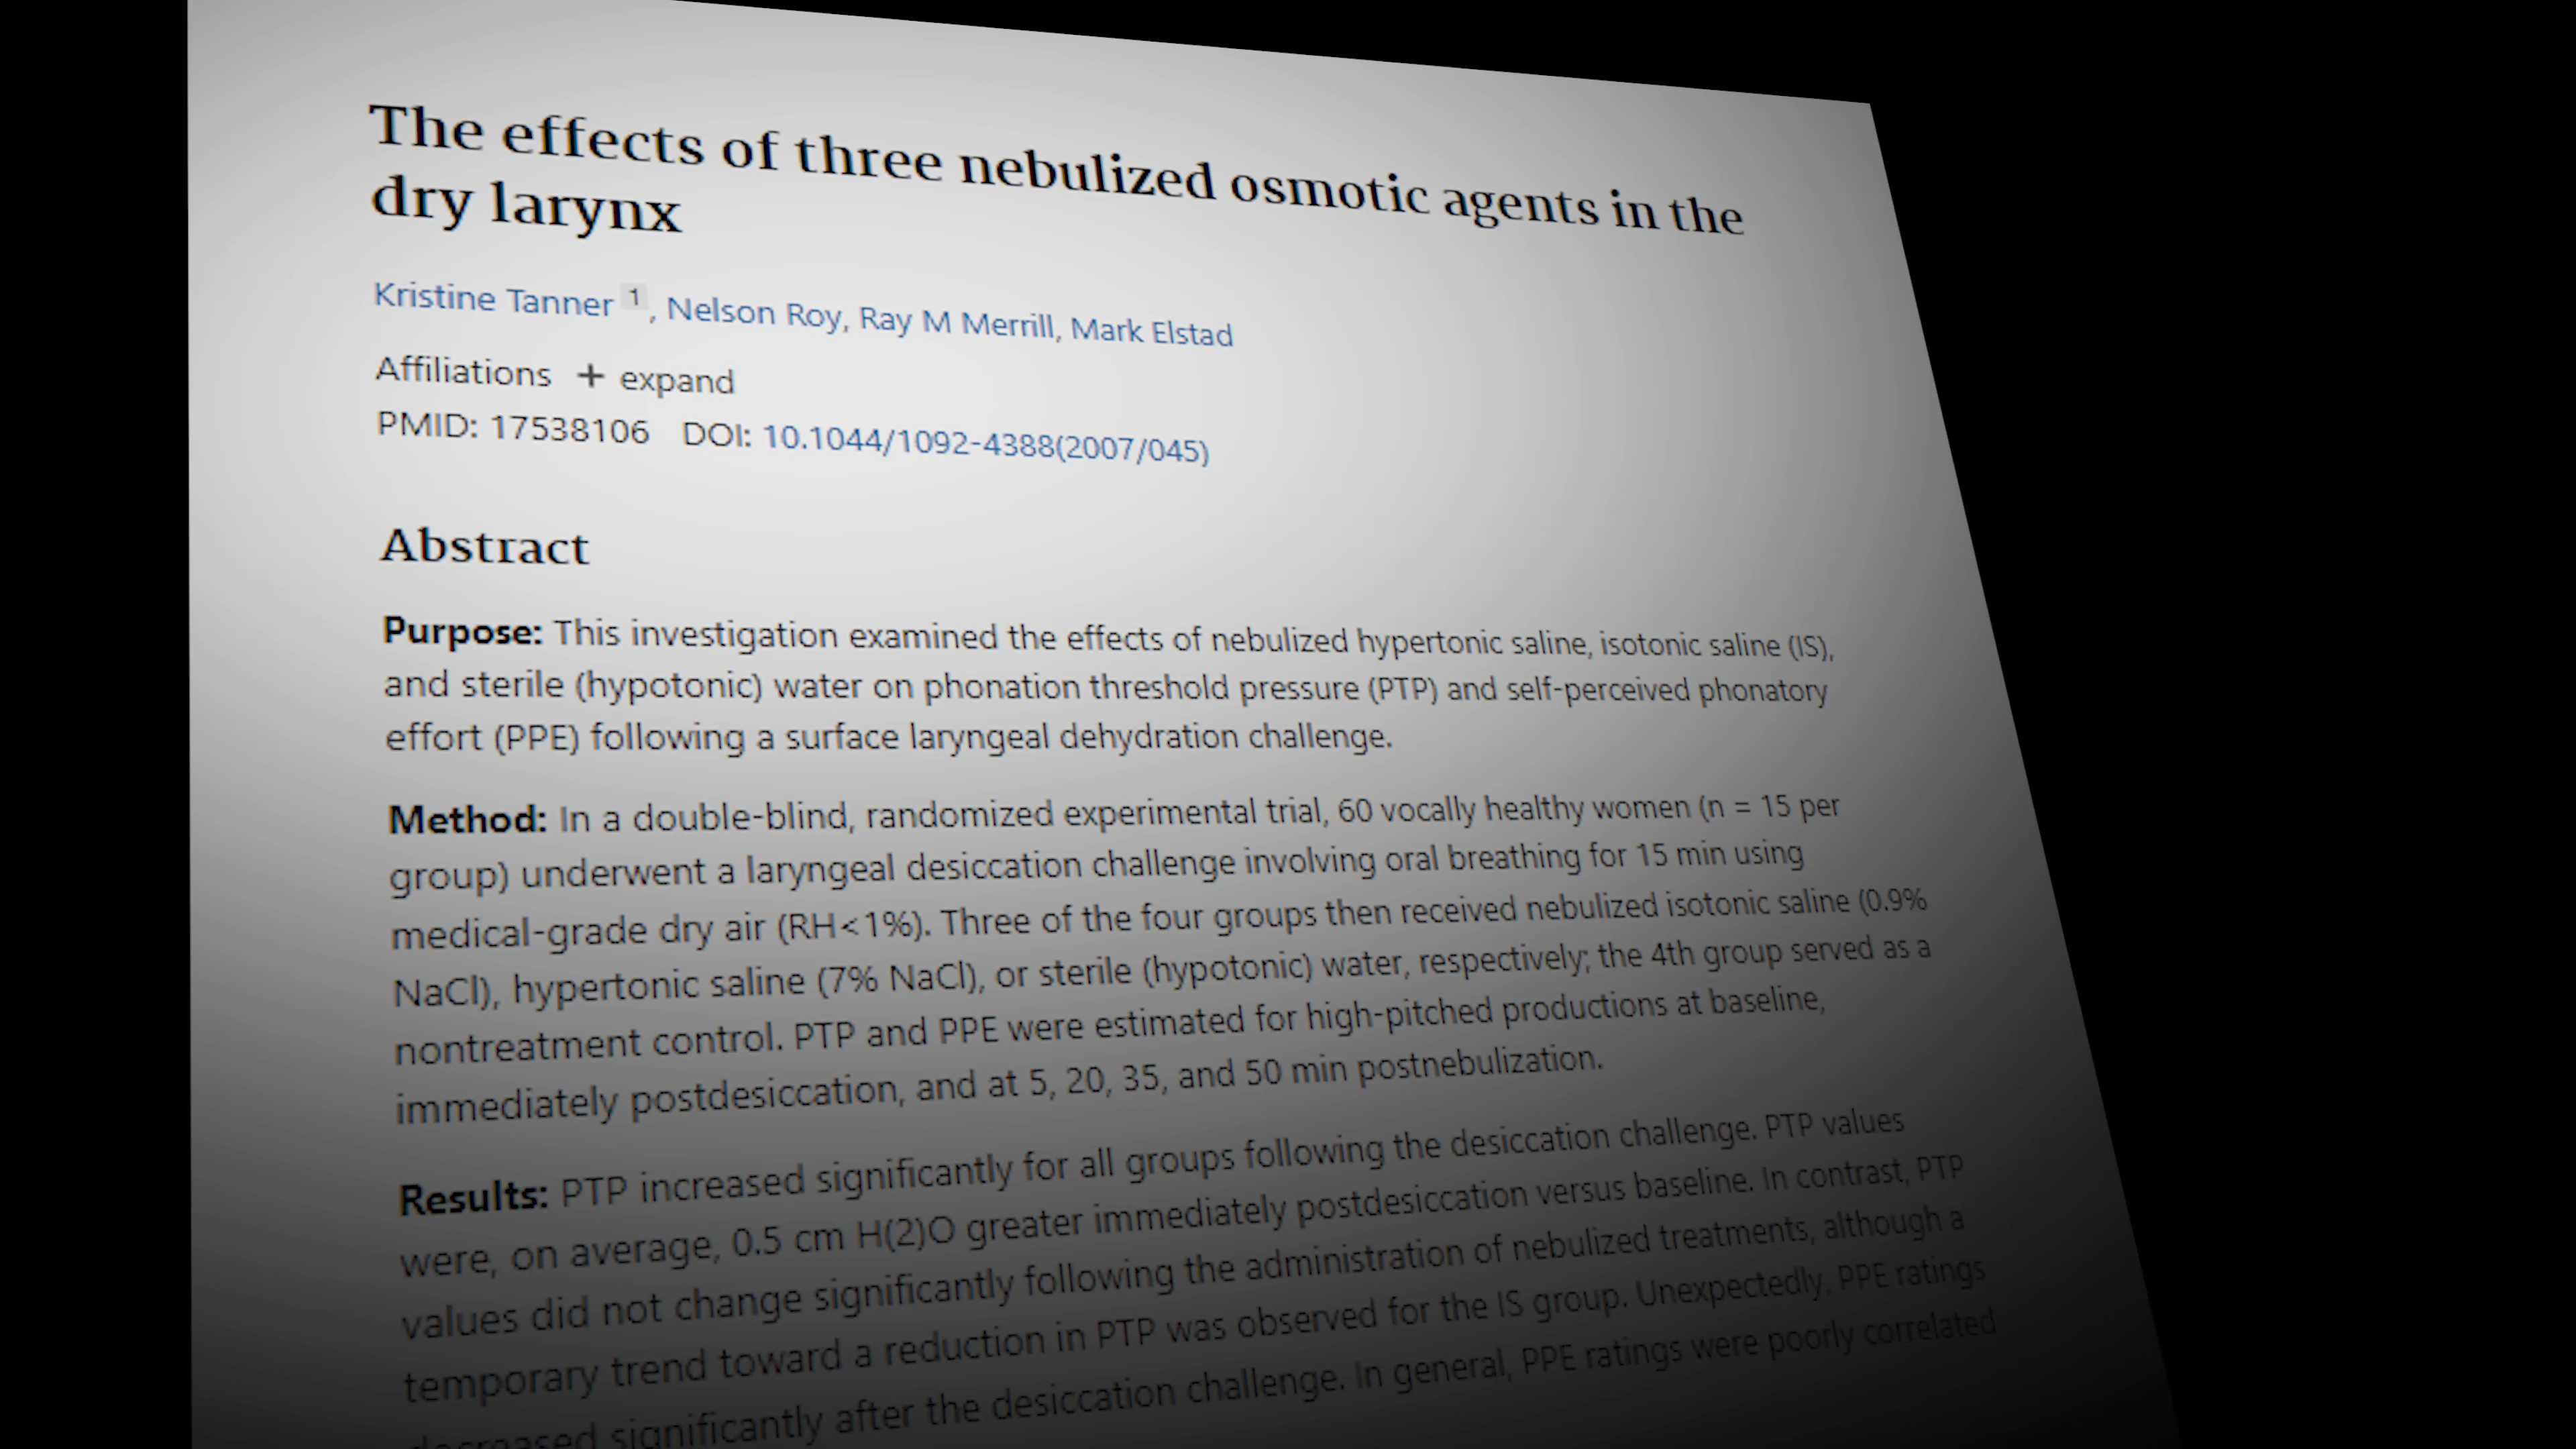 The effects of three nebulized osmotic agents in the
dry larynx
Kristine Tanner 1, Nelson Roy, Ray M Merrill, Mark Elstad
Affiliations + expand
PMID: 17538106 DOI: 10.1044/1092-4388(2007/045)
Abstract
Purpose: This investigation examined the effects of nebulized hypertonic saline, isotonic saline (IS),
and sterile (hypotonic) water on phonation threshold pressure (PTP) and self-perceived phonatory
effort (PPE) following a surface laryngeal dehydration challenge.
Method: In a double-blind, randomized experimental trial, 60 vocally healthy women (n = 15 per
group) underwent a laryngeal desiccation challenge involving oral breathing for 15 min using
medical-grade dry air (RH<1%). Three of the four groups then received nebulized isotonic saline (0.9%
NaCl), hypertonic saline (7% NaCl), or sterile (hypotonic) water, respectively; the 4th group served as a
nontreatment control. PTP and PPE were estimated for high-pitched productions at baseline,
immediately postdesiccation, and at 5, 20, 35, and 50 min postnebulization.
Results: PTP increased significantly for all groups following the desiccation challenge. PTP values
were, on average, 0.5 cm H(2)O greater immediately postdesiccation versus baseline. In contrast, PTP
values did not change significantly following the administration of nebulized treatments, although a
temporary trend toward a reduction in PTP was observed for the IS group. Unexpectedly, PPE ratings
decreased significantly after the desiccation challenge. In general, PPE ratings were poorly correlated